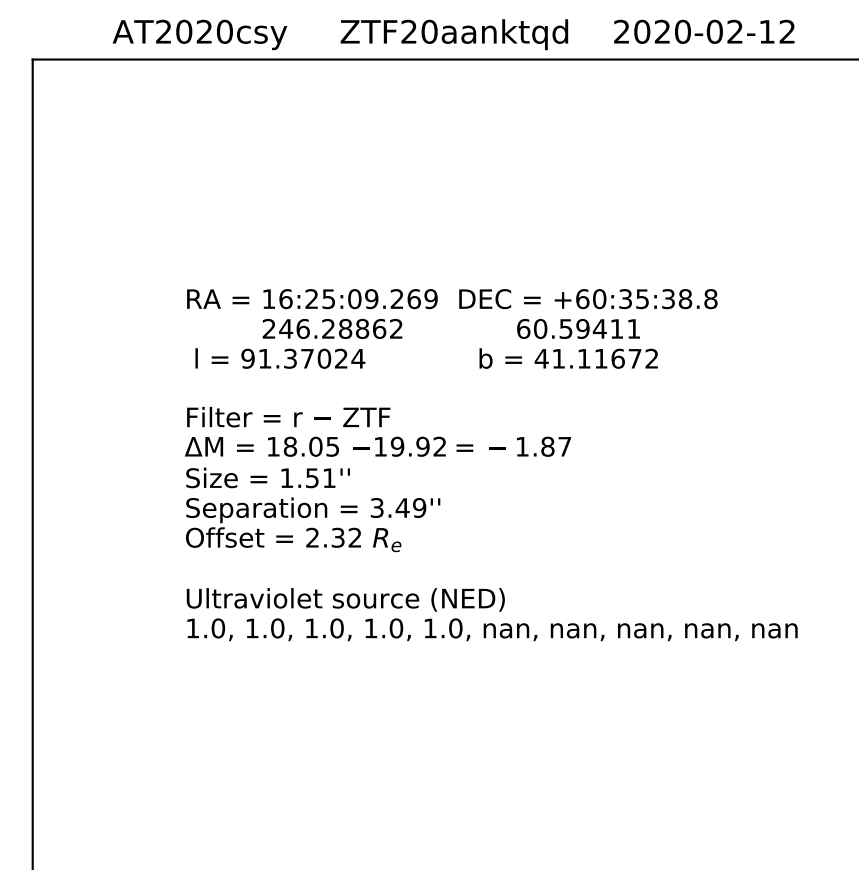 AT2020csy ZTF20aanktqd 2020-02-12
RA = 16:25:09.269 DEC = +60:35:38.8
246.28862 60.59411
l = 91.37024 b = 41.11672
Filter = r − ZTF
ΔM = 18.05 −19.92 = − 1.87
Size = 1.51''
Separation = 3.49''
Offset = 2.32 Rₑ
Ultraviolet source (NED)
1.0, 1.0, 1.0, 1.0, 1.0, nan, nan, nan, nan, nan